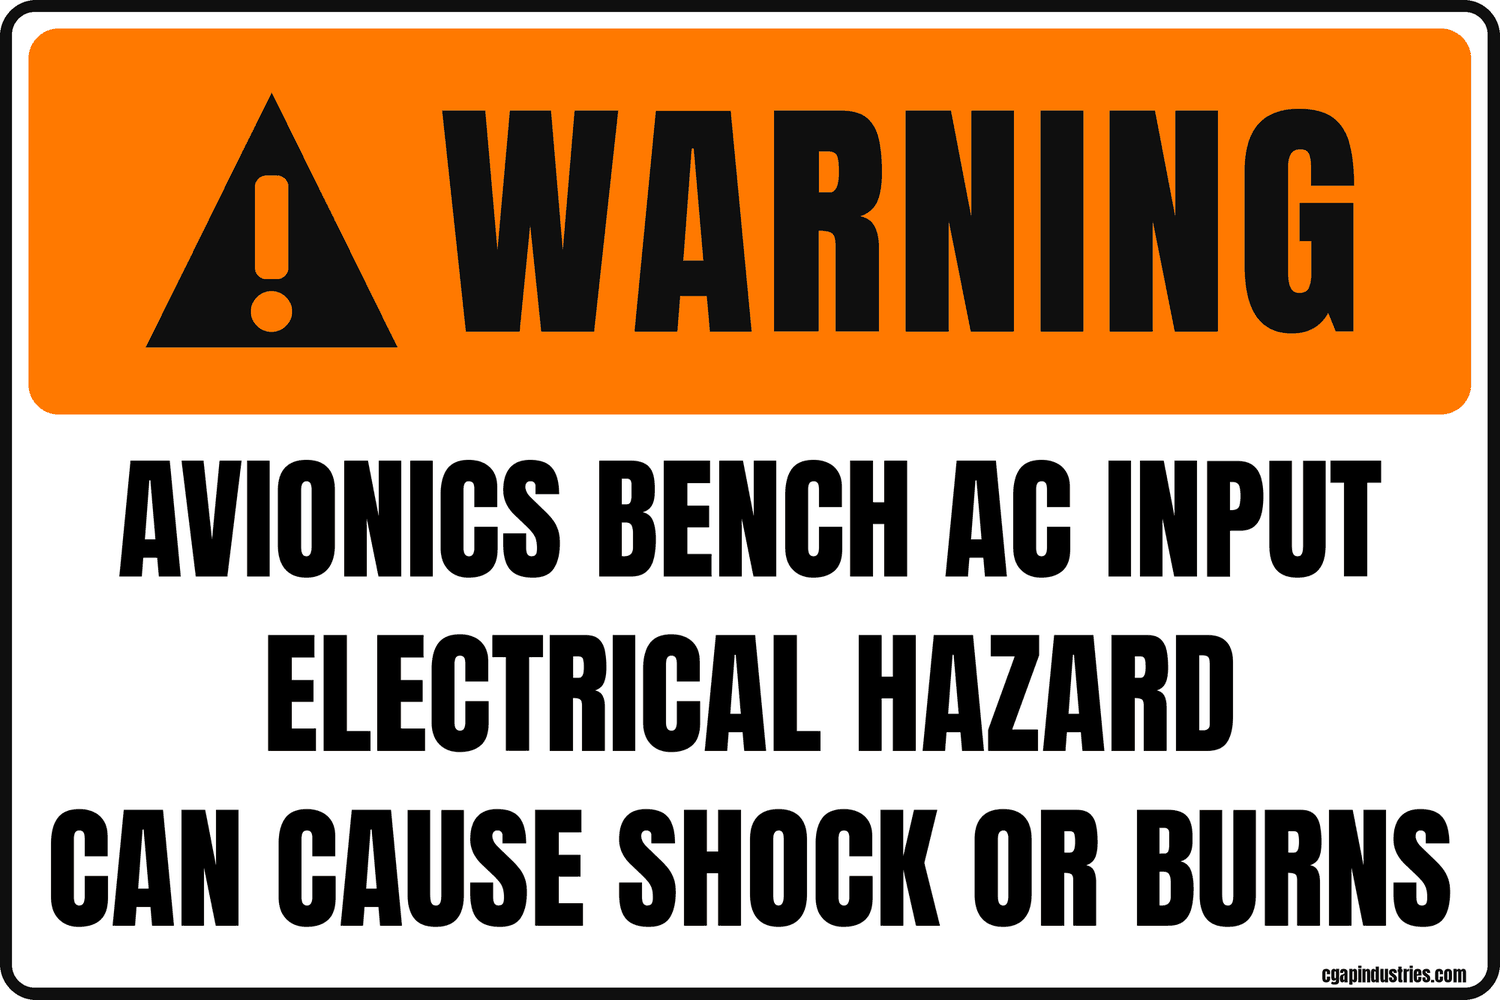 WARNING
AVIONICS BENCH AC INPUT
ELECTRICAL HAZARD
CAN CAUSE SHOCK OR BURNS
cgapindustries.com